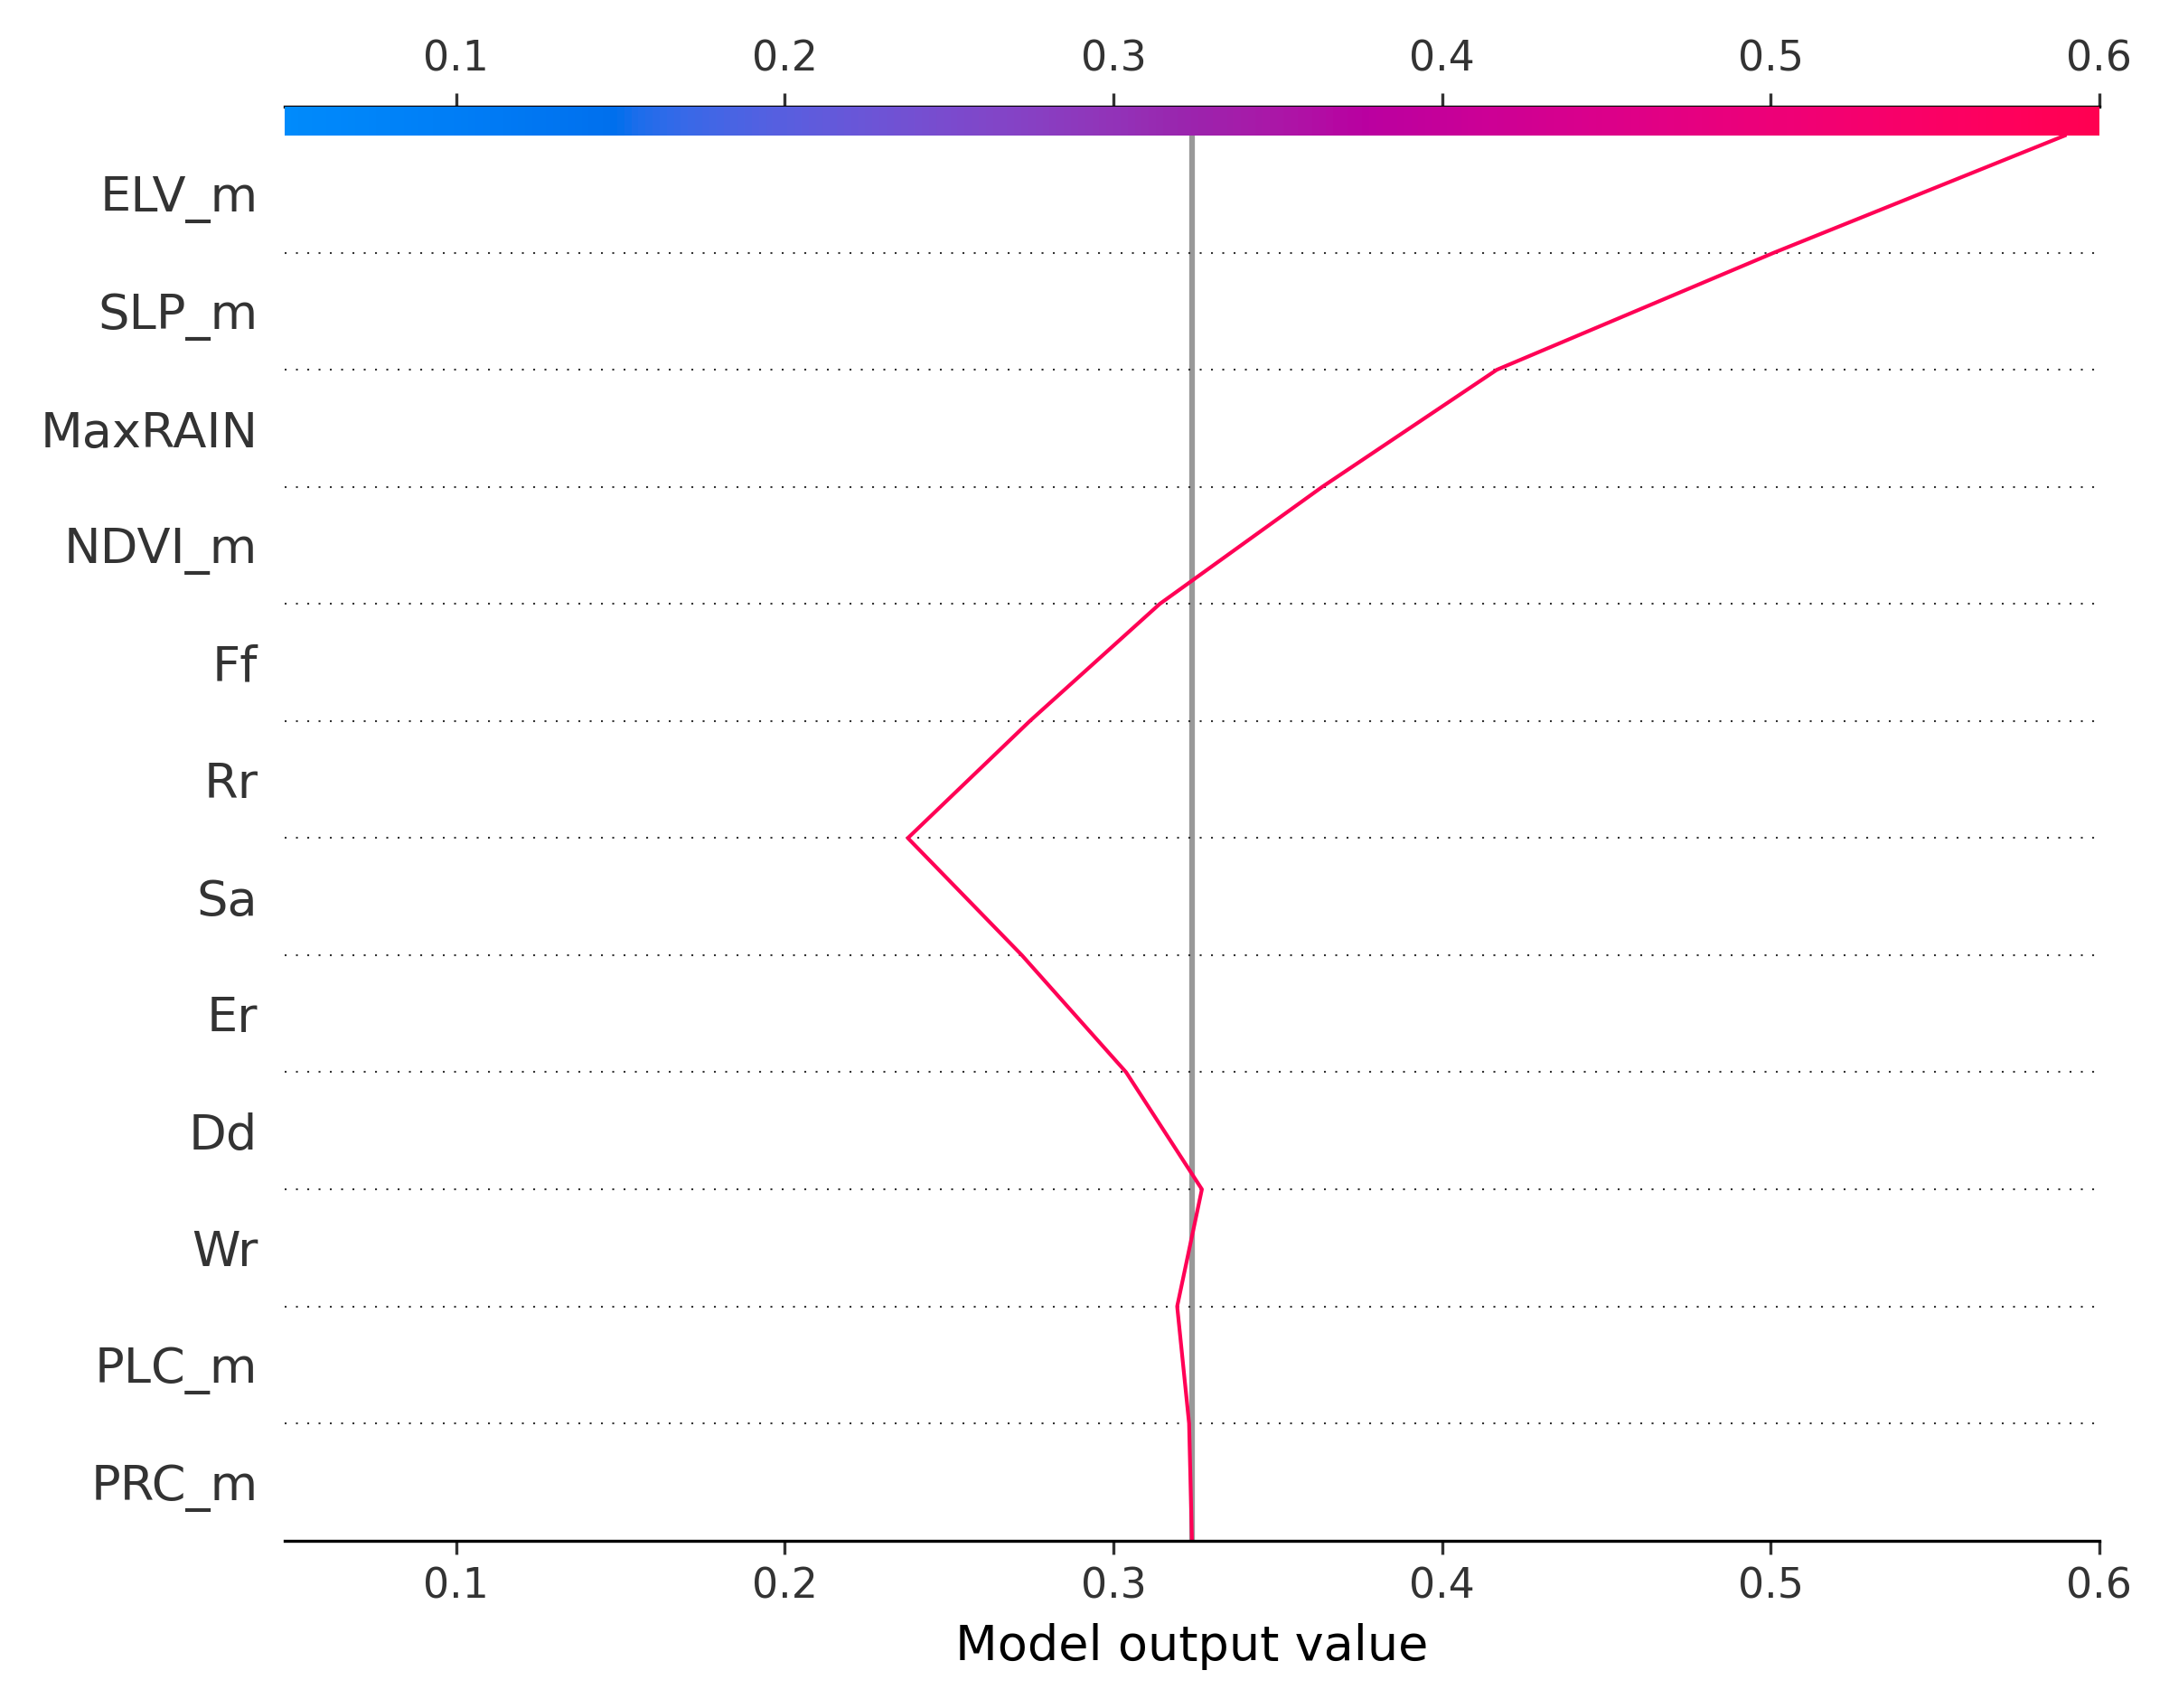 0.1 0.2 0.3 0.4 0.5 0.6
ELV_m
SLP_m
MaxRAIN
NDVI_m
Ff
Rr
Sa
Er
Dd
Wr
PLC_m
PRC_m
0.1 0.2 0.3 0.4 0.5 0.6
Model output value